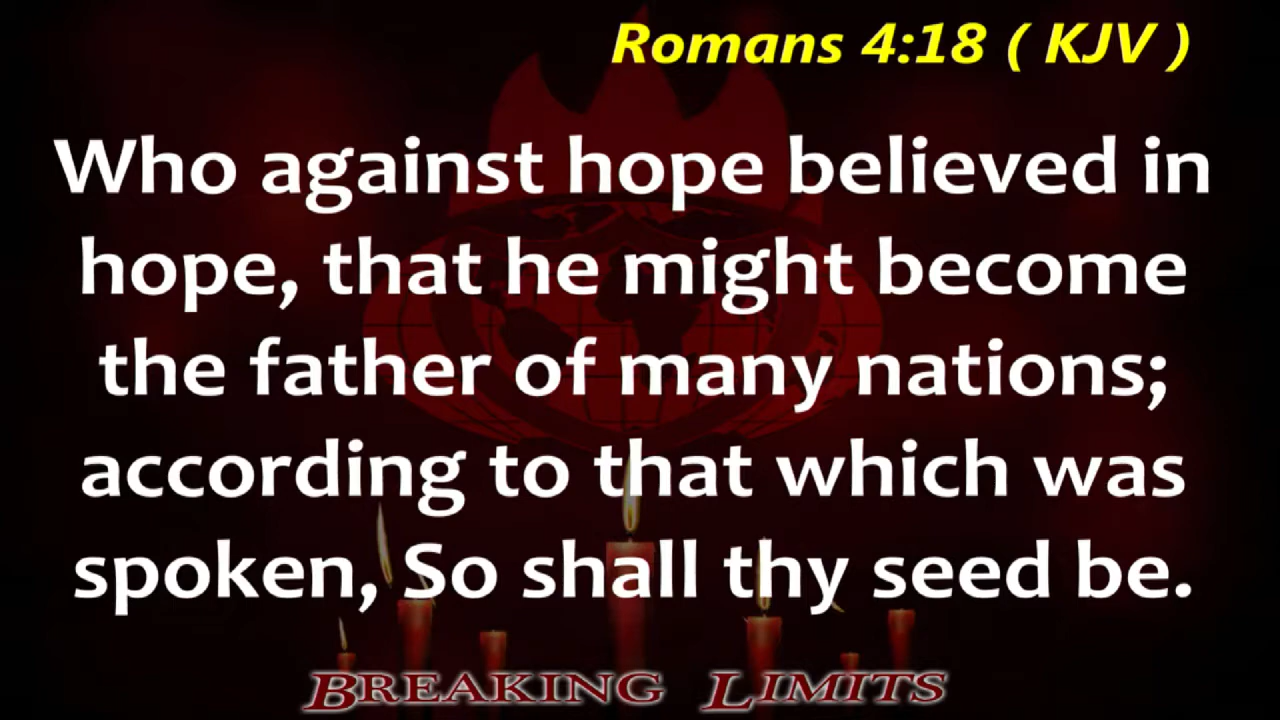 Romans 4:18 ( KJV )
Who against hope believed in
hope, that he might become
the father of many nations;
according to that which was
spoken, So shall thy seed be.
BREAKING LIMITS